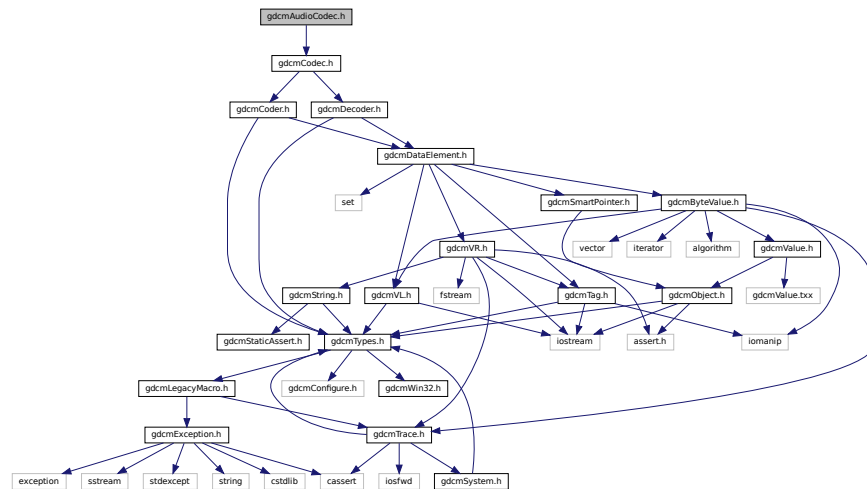 gdcmAudioCodec.h
gdcmCodec.h
gdcmCoder.h
gdcmDecoder.h
gdcmDataElement.h
set
gdcmSmartPointer.h
gdcmByteValue.h
gdcmVR.h
vector
iterator
algorithm
gdcmValue.h
gdcmString.h
gdcmVL.h
fstream
gdcmTag.h
gdcmObject.h
gdcmValue.txx
gdcmStaticAssert.h
gdcmTypes.h
iostream
assert.h
iomanip
gdcmLegacyMacro.h
gdcmConfigure.h
gdcmWin32.h
gdcmException.h
gdcmTrace.h
exception
sstream
stdexcept
string
cstdlib
cassert
iosfwd
gdcmSystem.h